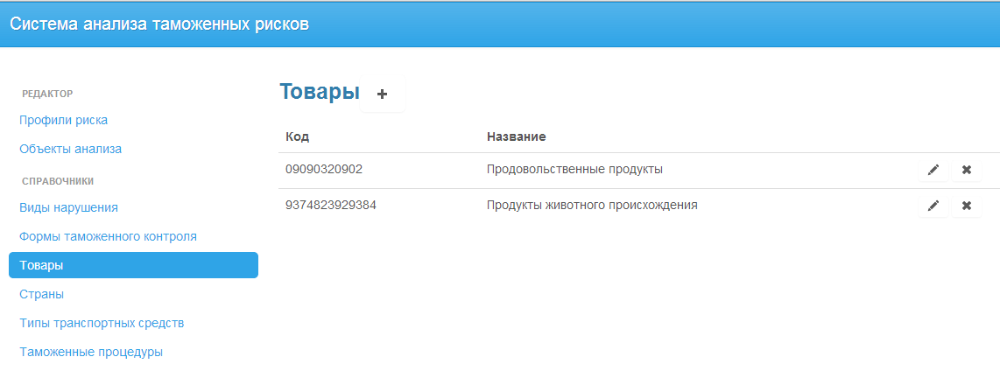 Система анализа таможенных рисков
РЕДАКТОР
Профили риска
Объекты анализа
СПРАВОЧНИКИ
Виды нарушения
Формы таможенного контроля
Товары
Страны
Типы транспортных средств
Таможенные процедуры
Товары
Код Название
09090320902 Продовольственные продукты
9374823929384 Продукты животного происхождения